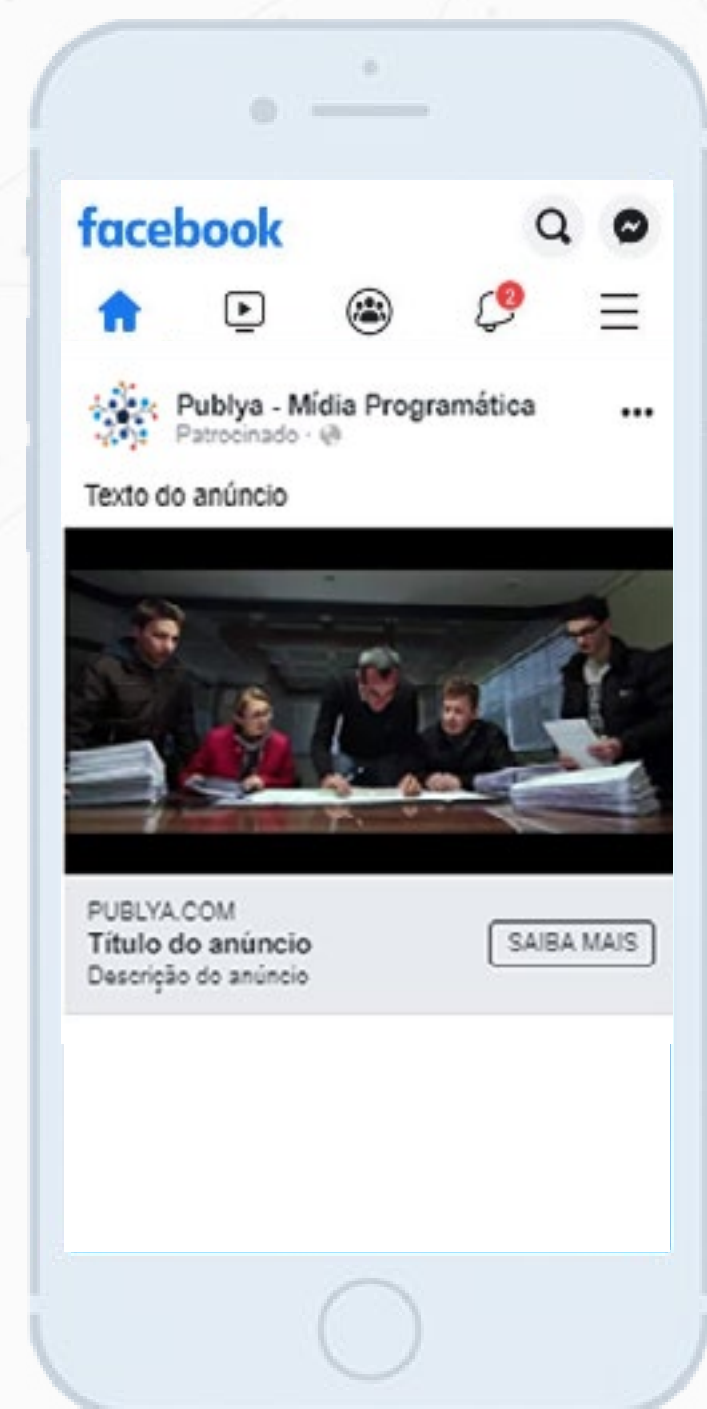 facebook
2
Publya - Mídia Programática
Patrocinado ·
Texto do anúncio
PUBLYA.COM
Título do anúncio
SAIBA MAIS
Descrição do anúncio